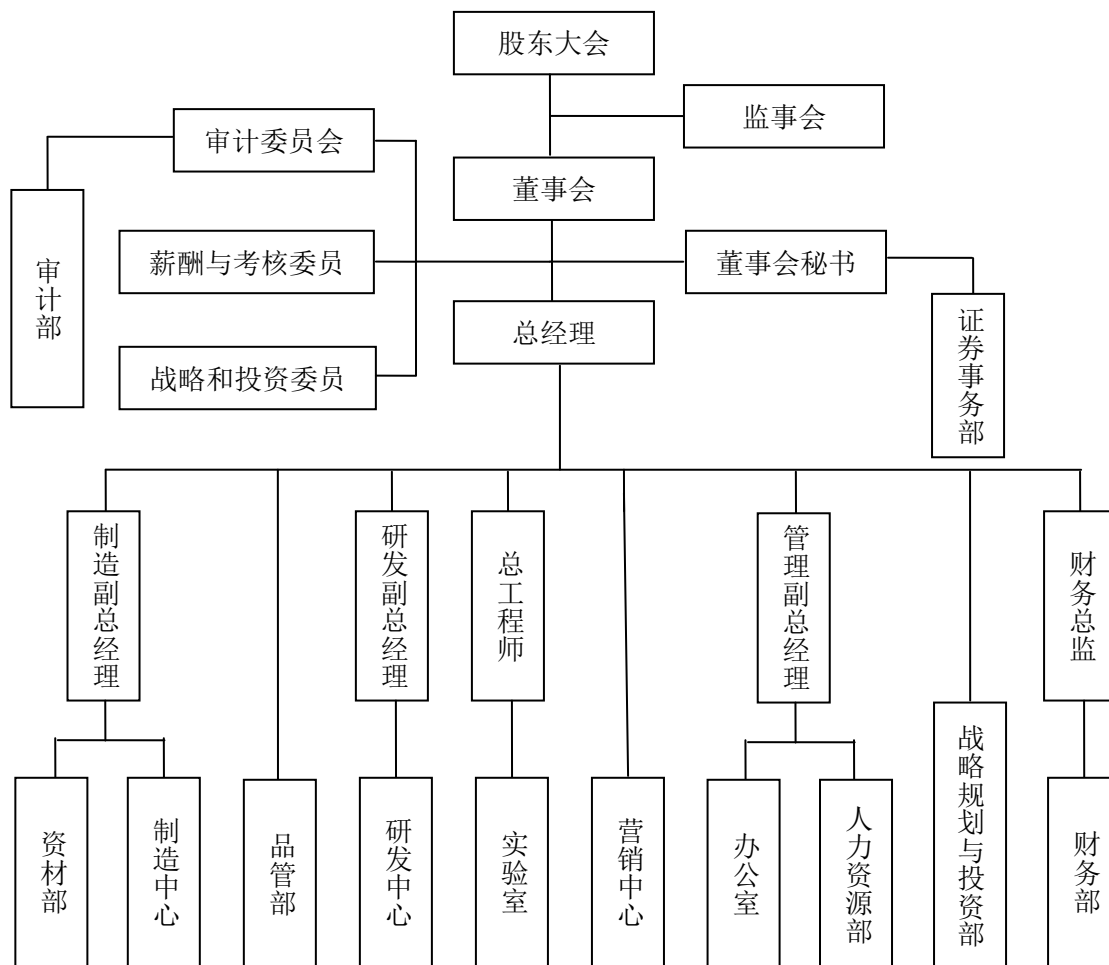 股东大会
监事会
审计委员会
董事会
审计部
薪酬与考核委员
董事会秘书
总经理
证券事务部
战略和投资委员
制造副总经理
研发副总经理
总工程师
管理副总经理
财务总监
资材部
制造中心
品管部
研发中心
实验室
营销中心
办公室
人力资源部
战略规划与投资部
财务部